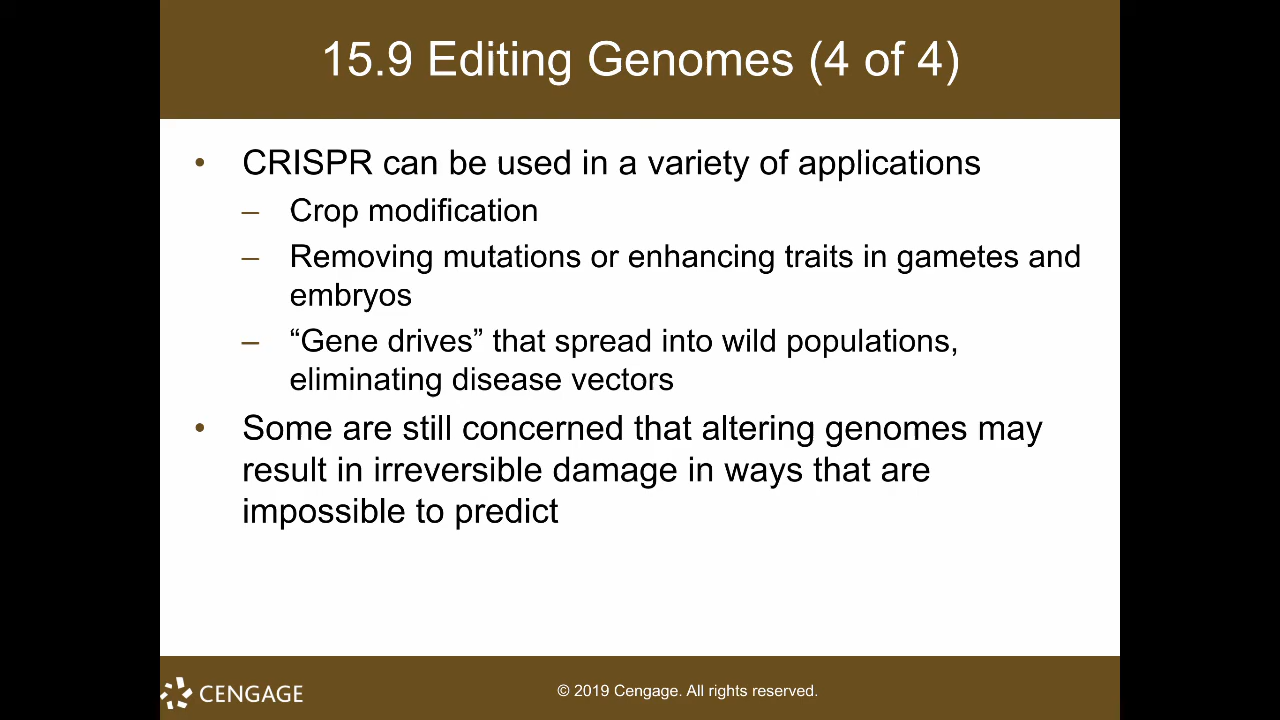 15.9 Editing Genomes (4 of 4)
• CRISPR can be used in a variety of applications
– Crop modification
– Removing mutations or enhancing traits in gametes and
embryos
– “Gene drives” that spread into wild populations,
eliminating disease vectors
• Some are still concerned that altering genomes may
result in irreversible damage in ways that are
impossible to predict
CENGAGE
© 2019 Cengage. All rights reserved.